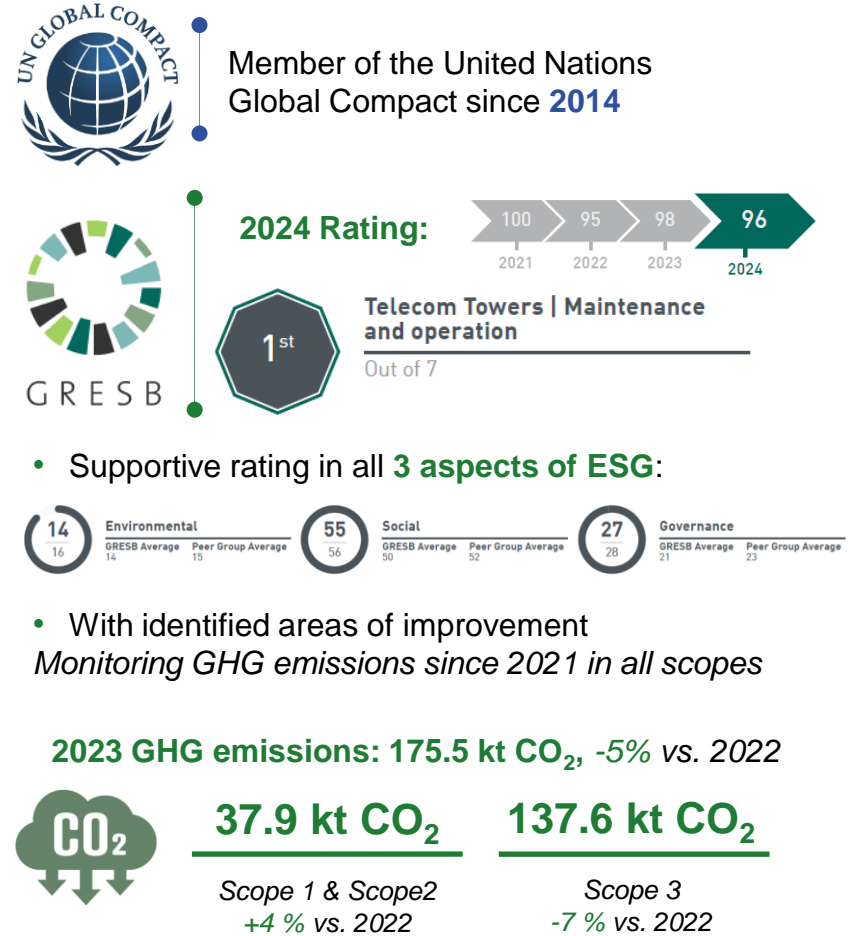 UN GLOBAL COMPACT
Member of the United Nations
Global Compact since 2014
GRESB
2024 Rating:
100 95 98 96
2021 2022 2023 2024
1st
Telecom Towers | Maintenance
and operation
Out of 7
• Supportive rating in all 3 aspects of ESG:
14
16
Environmental
GRESB Average Peer Group Average
14 15
55
56
Social
GRESB Average Peer Group Average
50 52
27
28
Governance
GRESB Average Peer Group Average
21 23
• With identified areas of improvement
Monitoring GHG emissions since 2021 in all scopes
2023 GHG emissions: 175.5 kt CO₂, -5% vs. 2022
CO₂
37.9 kt CO₂
Scope 1 & Scope2
+4 % vs. 2022
137.6 kt CO₂
Scope 3
-7 % vs. 2022